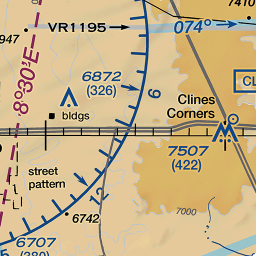 7410
VR1195
074°
7947
8°30'E
6872
(326)
6
CL
Clines
Corners
bldgs
7507
(422)
street
pattern
12
7000
6742
6707